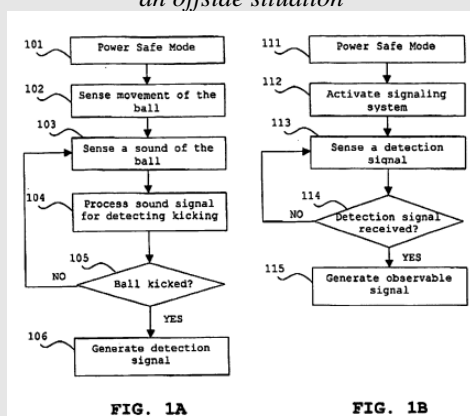 an offside situation
101
Power Safe Mode
102
Sense movement of the
ball
103
Sense a sound of the
ball
104
Process sound signal
for detecting kicking
105
Ball kicked?
NO
YES
106
Generate detection
signal
FIG. 1A
111
Power Safe Mode
112
Activate signaling
system
113
Sense a detection
signal
114
Detection signal
received?
NO
YES
115
Generate observable
signal
FIG. 1B